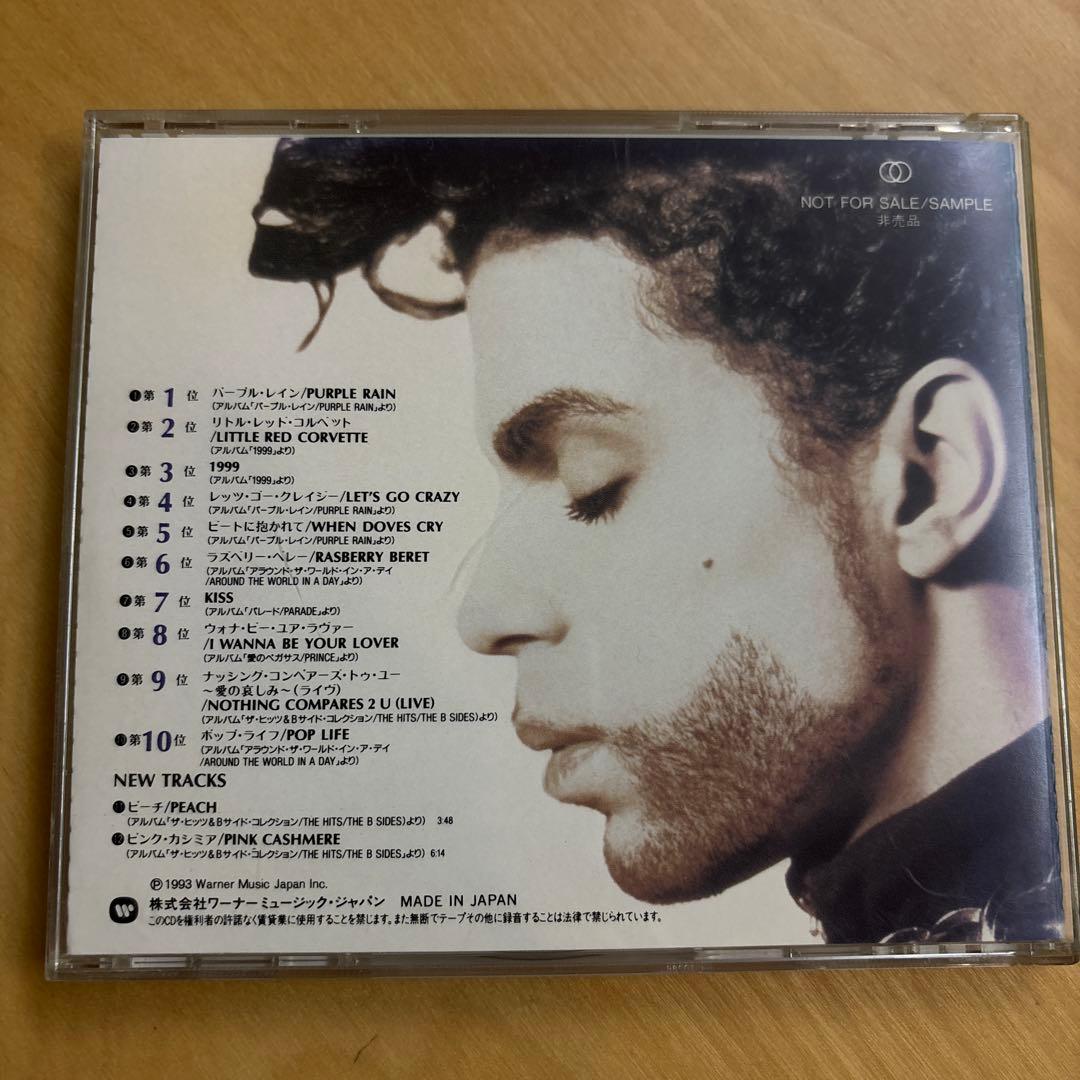 NOT FOR SALE/SAMPLE
非売品
❶第1位 パープル・レイン/PURPLE RAIN
(アルバム「パープル・レイン/PURPLE RAIN」より)
❷第2位 リトル・レッド・コルベット
/LITTLE RED CORVETTE
(アルバム「1999」より)
❸第3位 1999
(アルバム「1999」より)
❹第4位 レッツ・ゴー・クレイジー/LET'S GO CRAZY
(アルバム「パープル・レイン/PURPLE RAIN」より)
❺第5位 ビートに抱かれて/WHEN DOVES CRY
(アルバム「パープル・レイン/PURPLE RAIN」より)
❻第6位 ラズベリー・ベレー/RASBERRY BERET
(アルバム「アラウンド・ザ・ワールド・イン・ア・デイ
/AROUND THE WORLD IN A DAY」より)
❼第7位 KISS
(アルバム「パレード/PARADE」より)
❽第8位 ウォナ・ビー・ユア・ラヴァー
/I WANNA BE YOUR LOVER
(アルバム「愛のペガサス/PRINCE」より)
❾第9位 ナッシング・コンペアーズ・トゥ・ユー
〜愛の哀しみ〜(ライヴ)
/NOTHING COMPARES 2 U (LIVE)
(アルバム「ザ・ヒッツ&Bサイド・コレクション/THE HITS/THE B SIDES)より)
❿第10位 ポップ・ライフ/POP LIFE
(アルバム「アラウンド・ザ・ワールド・イン・ア・デイ
/AROUND THE WORLD IN A DAY」より)
NEW TRACKS
⓫ピーチ/PEACH
(アルバム「ザ・ヒッツ&Bサイド・コレクション/THE HITS/THE B SIDES)より) 3:48
⓬ピンク・カシミア/PINK CASHMERE
(アルバム「ザ・ヒッツ&Bサイド・コレクション/THE HITS/THE B SIDES」より) 6:14
Ⓟ1993 Warner Music Japan Inc.
株式会社ワーナーミュージック・ジャパン MADE IN JAPAN
このCDを権利者の許諾なく賃貸業に使用することを禁じます。また無断でテープその他に録音することは法律で禁じられています。